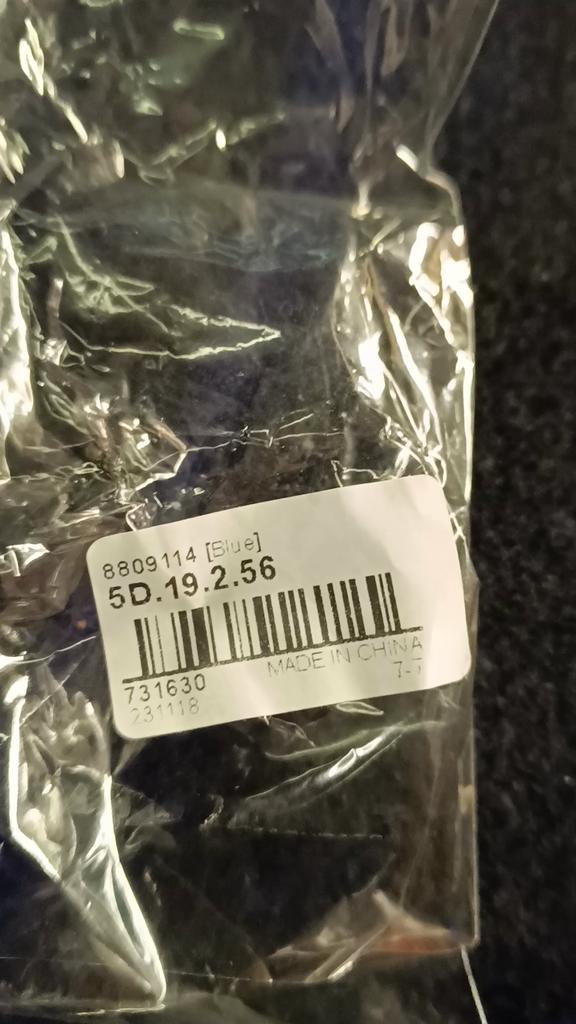 8809114 [Blue]
5D.19.2.56
731630
MADE IN CHINA
231118
7-7